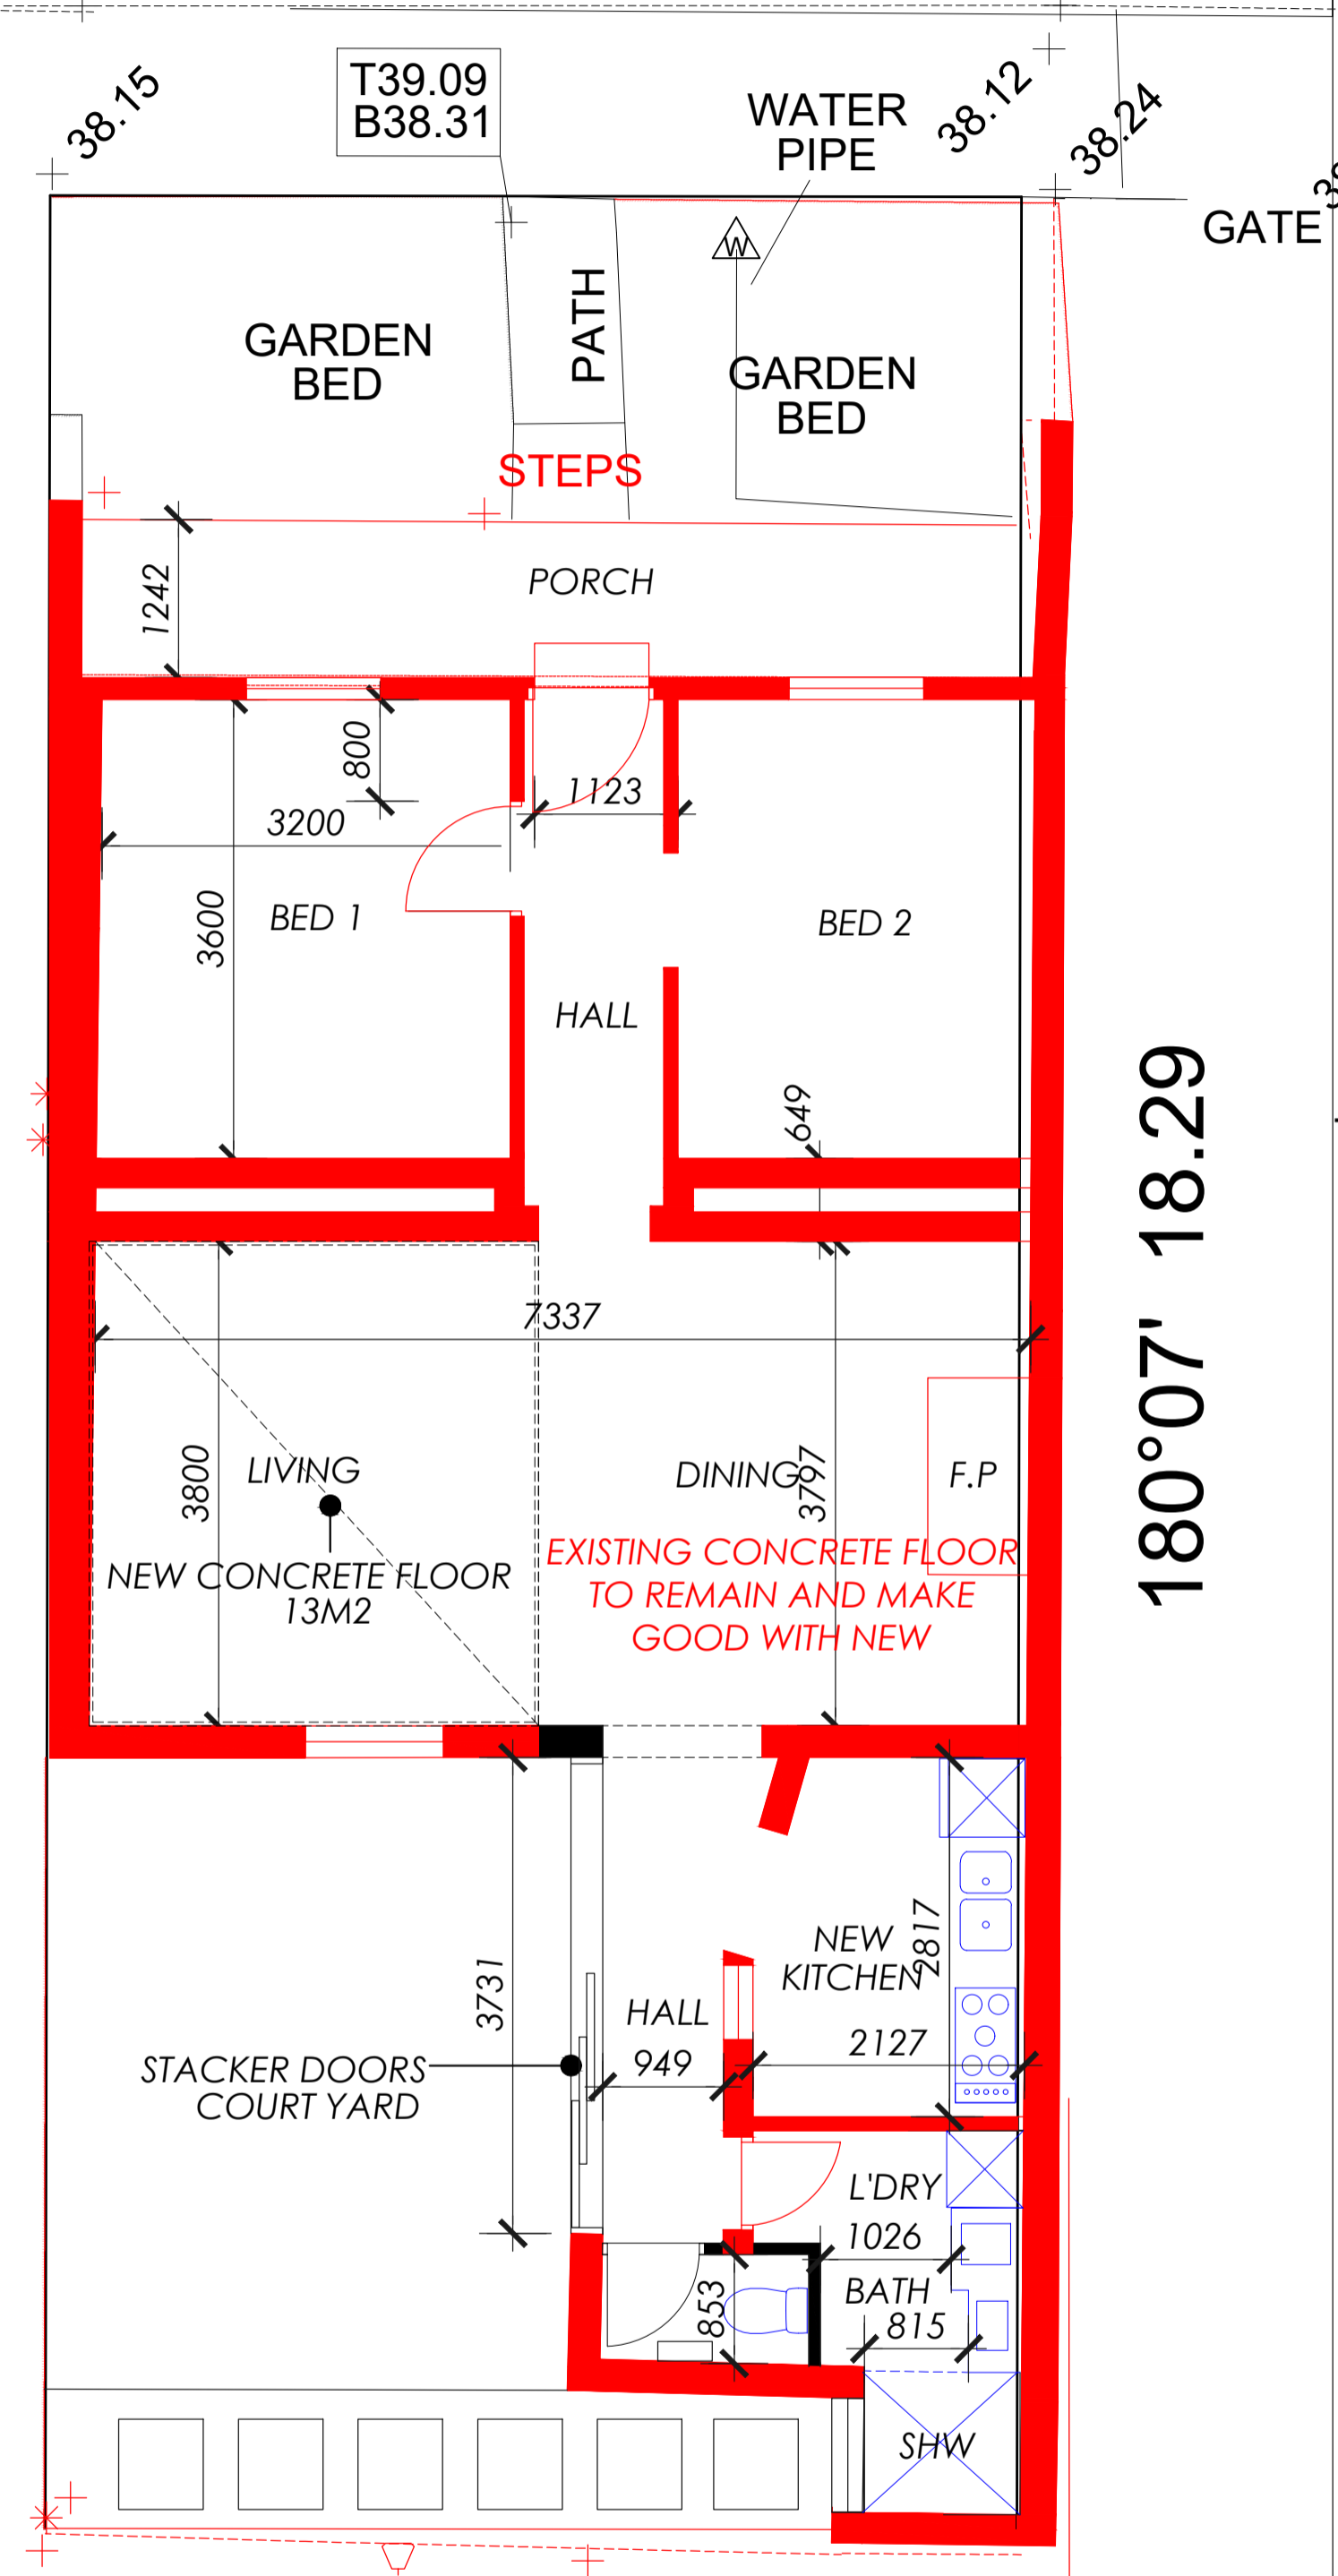 38.15
T39.09
B38.31
WATER
PIPE
38.12
38.24
GATE
W
GARDEN
BED
PATH
GARDEN
BED
STEPS
1242
PORCH
800
1123
3200
3600
BED 1
BED 2
HALL
649
180°07' 18.29
7337
3800
LIVING
DINING
3797
F.P
NEW CONCRETE FLOOR
13M2
EXISTING CONCRETE FLOOR
TO REMAIN AND MAKE
GOOD WITH NEW
3731
NEW
KITCHEN
2817
HALL
949
2127
STACKER DOORS
COURT YARD
L'DRY
1026
853
BATH
815
SHW